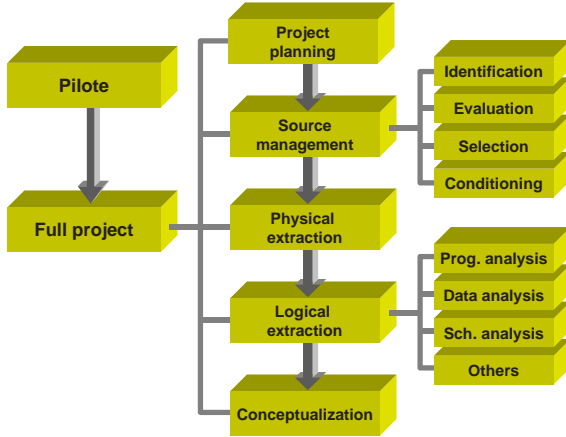 Pilote
Full project
Project
planning
Source
management
Physical
extraction
Logical
extraction
Conceptualization
Identification
Evaluation
Selection
Conditioning
Prog. analysis
Data analysis
Sch. analysis
Others